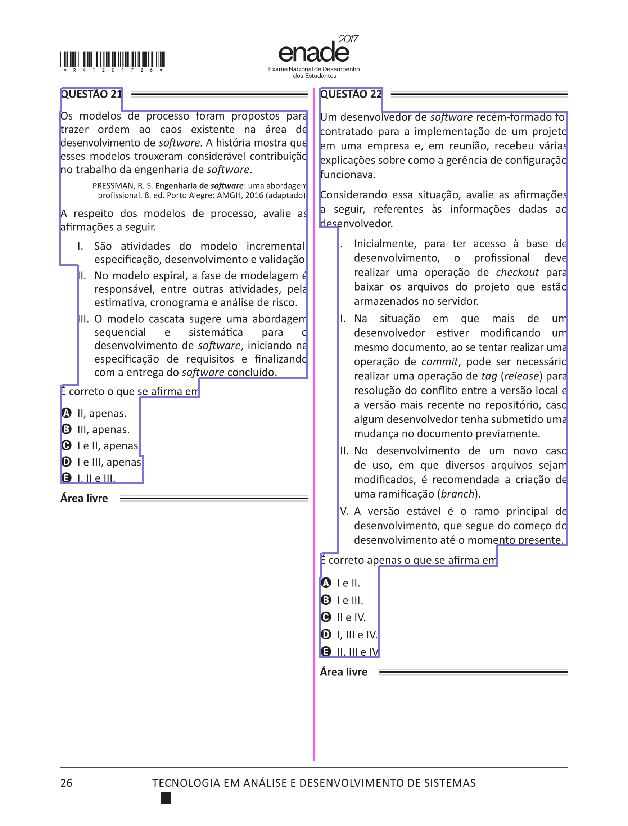 2017
enade
Exame Nacional de Desempenho
dos Estudantes
QUESTÃO 21
Os modelos de processo foram propostos para
trazer ordem ao caos existente na área de
desenvolvimento de software. A história mostra que
esses modelos trouxeram considerável contribuição
no trabalho da engenharia de software.
PRESSMAN, R. S. Engenharia de software: uma abordagem
profissional. 8. ed. Porto Alegre: AMGH, 2016 (adaptado)
A respeito dos modelos de processo, avalie as
afirmações a seguir.
I. São atividades do modelo incremental
especificação, desenvolvimento e validação
II. No modelo espiral, a fase de modelagem é
responsável, entre outras atividades, pela
estimativa, cronograma e análise de risco.
III. O modelo cascata sugere uma abordagem
sequencial e sistemática para o
desenvolvimento de software, iniciando na
especificação de requisitos e finalizando
com a entrega do software concluído.
É correto o que se afirma em
A II, apenas.
B III, apenas.
C I e II, apenas
D I e III, apenas
E I, II e III.
Área livre
QUESTÃO 22
Um desenvolvedor de software recém-formado foi
contratado para a implementação de um projeto
em uma empresa e, em reunião, recebeu várias
explicações sobre como a gerência de configuração
funcionava.
Considerando essa situação, avalie as afirmações
a seguir, referentes às informações dadas ao
desenvolvedor.
I. Inicialmente, para ter acesso à base de
desenvolvimento, o profissional deve
realizar uma operação de checkout para
baixar os arquivos do projeto que estão
armazenados no servidor.
II. Na situação em que mais de um
desenvolvedor estiver modificando um
mesmo documento, ao se tentar realizar uma
operação de commit, pode ser necessário
realizar uma operação de tag (release) para
resolução do conflito entre a versão local e
a versão mais recente no repositório, caso
algum desenvolvedor tenha submetido uma
mudança no documento previamente.
III. No desenvolvimento de um novo caso
de uso, em que diversos arquivos sejam
modificados, é recomendada a criação de
uma ramificação (branch).
IV. A versão estável é o ramo principal de
desenvolvimento, que segue do começo do
desenvolvimento até o momento presente.
É correto apenas o que se afirma em
A I e II.
B I e III.
C II e IV.
D I, III e IV.
E II, III e IV
Área livre
26 TECNOLOGIA EM ANÁLISE E DESENVOLVIMENTO DE SISTEMAS